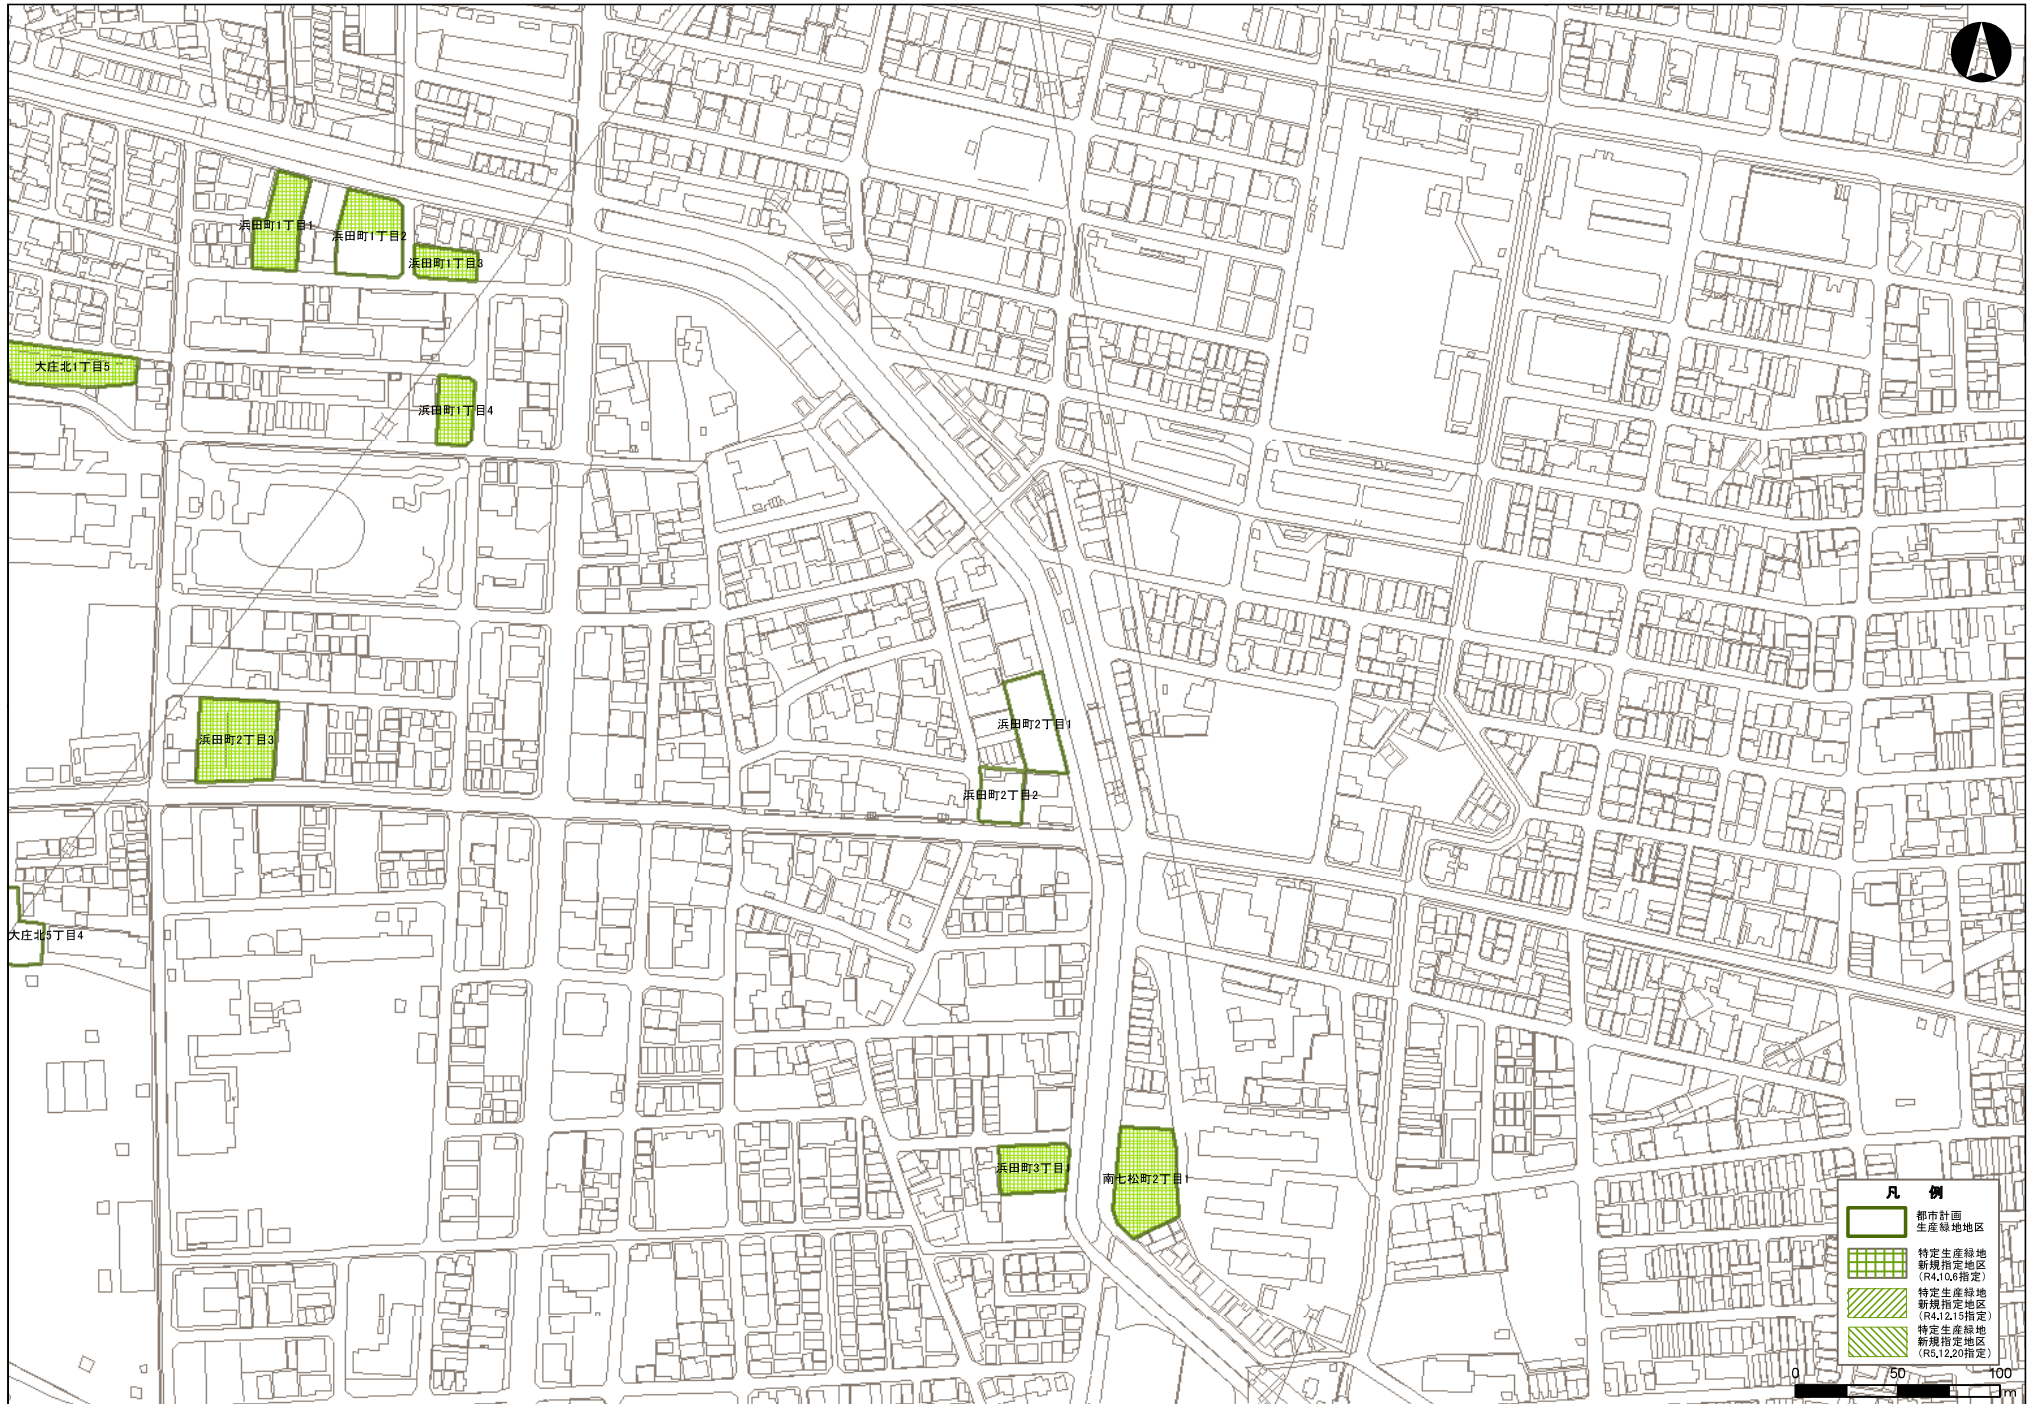 浜田町1丁目1
浜田町1丁目2
浜田町1丁目3
大庄北1丁目5
浜田町1丁目4
浜田町2丁目1
浜田町2丁目3
浜田町2丁目2
大庄北5丁目4
浜田町3丁目1
南七松町2丁目1
凡 例
都市計画
生産緑地地区
特定生産緑地
新規指定地区
(R4.10.6指定)
特定生産緑地
新規指定地区
(R4.12.15指定)
特定生産緑地
新規指定地区
(R5.12.20指定)
0 50 100
m